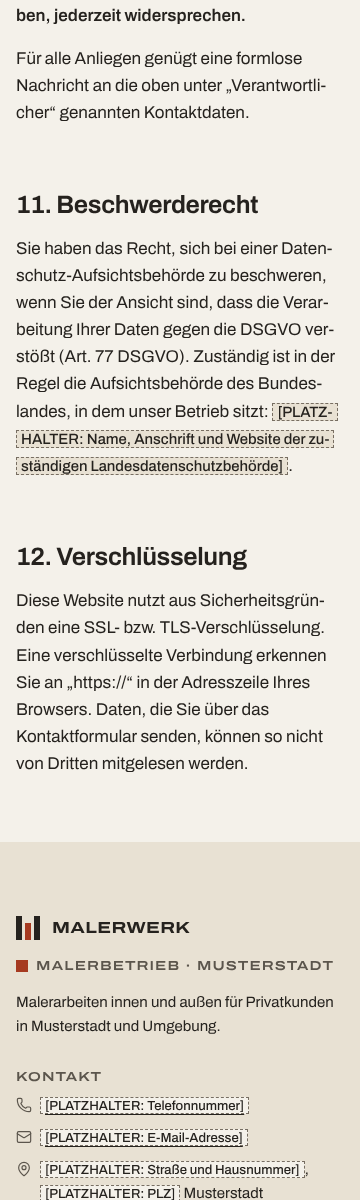 ben, jederzeit widersprechen.
Für alle Anliegen genügt eine formlose
Nachricht an die oben unter „Verantwortli-
cher“ genannten Kontaktdaten.
11. Beschwerderecht
Sie haben das Recht, sich bei einer Daten-
schutz-Aufsichtsbehörde zu beschweren,
wenn Sie der Ansicht sind, dass die Verar-
beitung Ihrer Daten gegen die DSGVO ver-
stößt (Art. 77 DSGVO). Zuständig ist in der
Regel die Aufsichtsbehörde des Bundes-
landes, in dem unser Betrieb sitzt: [PLATZ-
HALTER: Name, Anschrift und Website der zu-
ständigen Landesdatenschutzbehörde].
12. Verschlüsselung
Diese Website nutzt aus Sicherheitsgrün-
den eine SSL- bzw. TLS-Verschlüsselung.
Eine verschlüsselte Verbindung erkennen
Sie an „https://“ in der Adresszeile Ihres
Browsers. Daten, die Sie über das
Kontaktformular senden, können so nicht
von Dritten mitgelesen werden.
MALERWERK
MALERBETRIEB · MUSTERSTADT
Malerarbeiten innen und außen für Privatkunden
in Musterstadt und Umgebung.
KONTAKT
[PLATZHALTER: Telefonnummer]
[PLATZHALTER: E-Mail-Adresse]
[PLATZHALTER: Straße und Hausnummer],
[PLATZHALTER: PLZ] Musterstadt